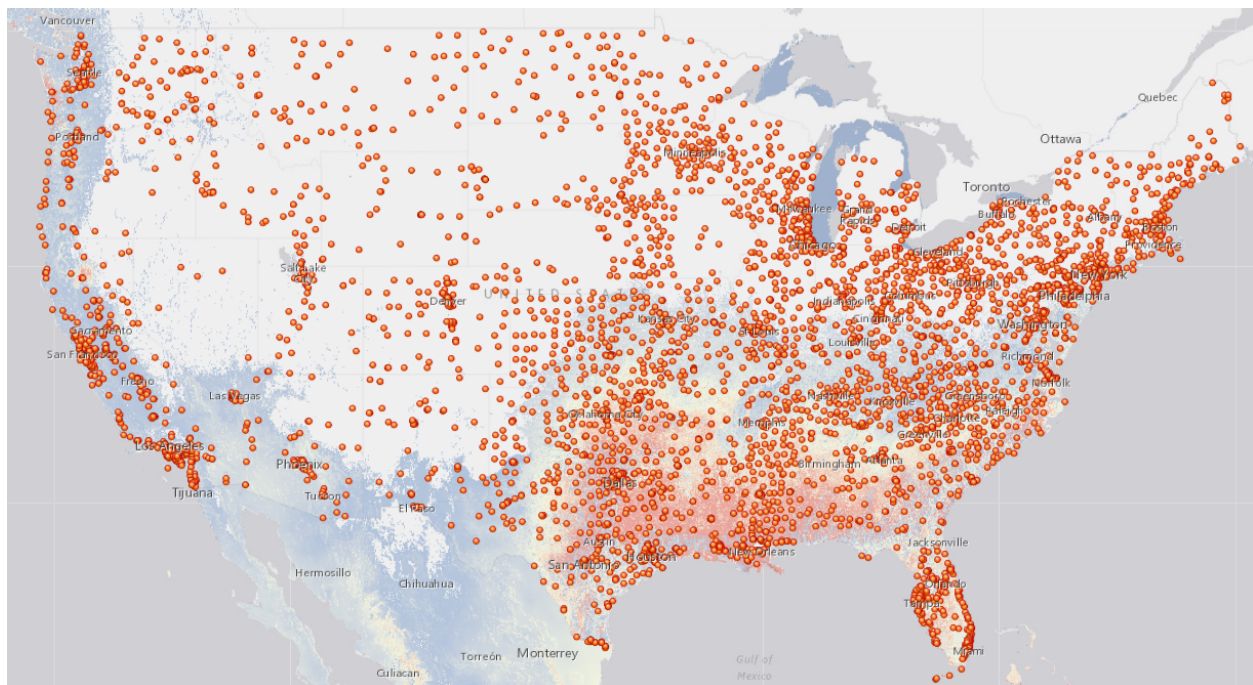 Vancouver
Seattle
Quebec
Portland
Ottawa
Minneapolis
Toronto
Rochester
Milwaukee
Grand
Rapids
Buffalo
Albany
Detroit
Boston
Providence
Chicago
Cleveland
Salt Lake
City
New York
Pittsburgh
Denver
UNITED STATES
Indianapolis
Columbus
Philadelphia
Kansas City
Cincinnati
Washington
Sacramento
St Louis
Louisville
San Francisco
Richmond
Fresno
Norfolk
Las Vegas
Nashville
Knoxville
Greensboro
Oklahoma City
Raleigh
Charlotte
Memphis
Greenville
Los Angeles
Phoenix
Birmingham
Atlanta
Dallas
Tijuana
Tucson
El Paso
Austin
Jacksonville
New Orleans
Houston
San Antonio
Hermosillo
Chihuahua
Orlando
Tampa
Miami
Monterrey
Torreón
Gulf of
Mexico
Culiacan